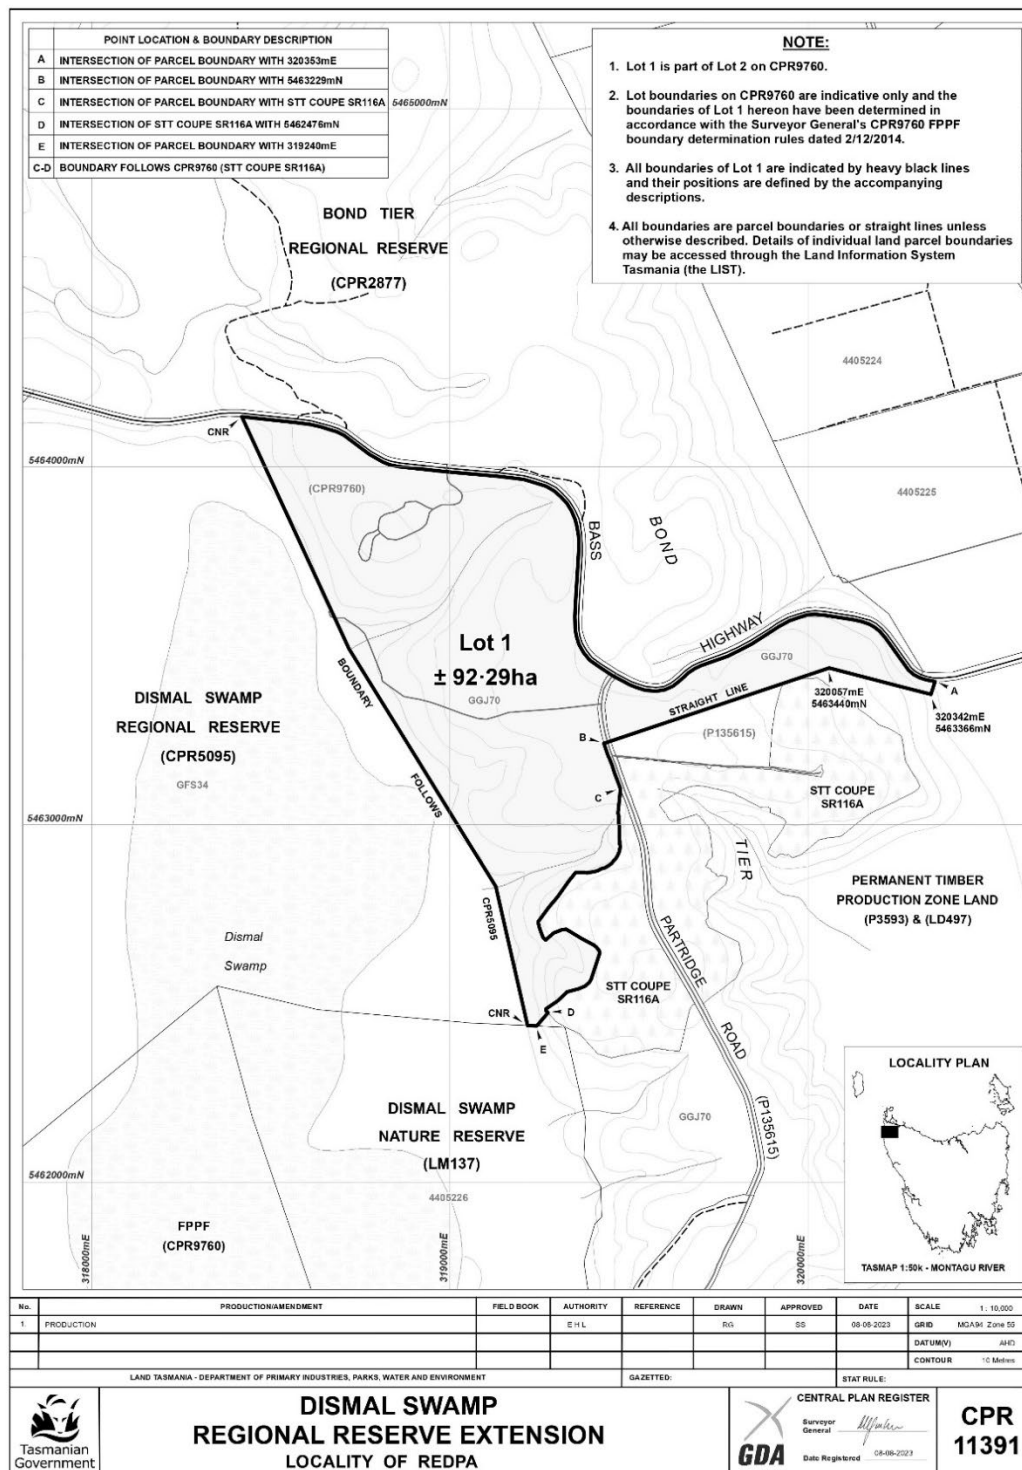 POINT LOCATION & BOUNDARY DESCRIPTION
A INTERSECTION OF PARCEL BOUNDARY WITH 320353mE
B INTERSECTION OF PARCEL BOUNDARY WITH 5463229mN
C INTERSECTION OF PARCEL BOUNDARY WITH STT COUPE SR116A
D INTERSECTION OF STT COUPE SR116A WITH 5462476mN
E INTERSECTION OF PARCEL BOUNDARY WITH 319240mE
C-D BOUNDARY FOLLOWS CPR9760 (STT COUPE SR116A)
5465000mN
NOTE:
1. Lot 1 is part of Lot 2 on CPR9760.
2. Lot boundaries on CPR9760 are indicative only and the
boundaries of Lot 1 hereon have been determined in
accordance with the Surveyor General's CPR9760 FPPF
boundary determination rules dated 2/12/2014.
3. All boundaries of Lot 1 are indicated by heavy black lines
and their positions are defined by the accompanying
descriptions.
4. All boundaries are parcel boundaries or straight lines unless
otherwise described. Details of individual land parcel boundaries
may be accessed through the Land Information System
Tasmania (the LIST).
BOND TIER
REGIONAL RESERVE
(CPR2877)
4405224
CNR
5464000mN
(CPR9760)
4405225
BASS
BOND
HIGHWAY
Lot 1
± 92·29ha
GGJ70
GGJ70
STRAIGHT LINE
320057mE
5463440mN
A
320342mE
5463366mN
BOUNDARY
DISMAL SWAMP
REGIONAL RESERVE
(CPR5095)
GFS34
B
(P135615)
FOLLOWS
C
STT COUPE
SR116A
5463000mN
TIER
PERMANENT TIMBER
PRODUCTION ZONE LAND
(P3593) & (LD497)
CPR5095
PARTRIDGE
Dismal
Swamp
STT COUPE
SR116A
CNR
D
E
ROAD
LOCALITY PLAN
DISMAL SWAMP
NATURE RESERVE
(LM137)
GGJ70
(P135615)
5462000mN
4405226
FPPF
(CPR9760)
318000mE
319000mE
320000mE
TASMAP 1:50k - MONTAGU RIVER
No. PRODUCTION/AMENDMENT FIELD BOOK AUTHORITY REFERENCE DRAWN APPROVED DATE SCALE 1: 10,000
1 PRODUCTION E H L RG SS 08-08-2023 GRID MGA94 Zone 55
DATUM(V) AHD
CONTOUR 10 Metres
LAND TASMANIA - DEPARTMENT OF PRIMARY INDUSTRIES, PARKS, WATER AND ENVIRONMENT GAZETTED: STAT RULE:
Tasmanian
Government
DISMAL SWAMP
REGIONAL RESERVE EXTENSION
LOCALITY OF REDPA
GDA
CENTRAL PLAN REGISTER
Surveyor
General
Date Registered 08-08-2023
CPR
11391